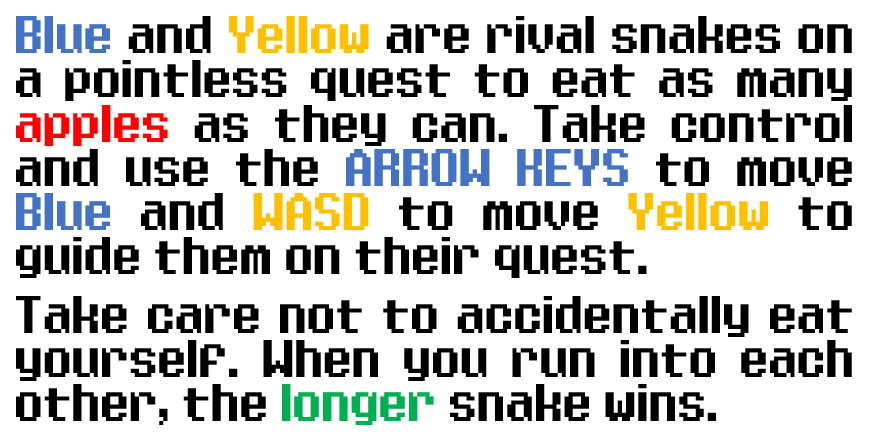 Blue and Yellow are rival snakes on
a pointless quest to eat as many
apples as they can. Take control
and use the ARROW KEYS to move
Blue and WASD to move Yellow to
guide them on their quest.
Take care not to accidentally eat
yourself. When you run into each
other, the longer snake wins.